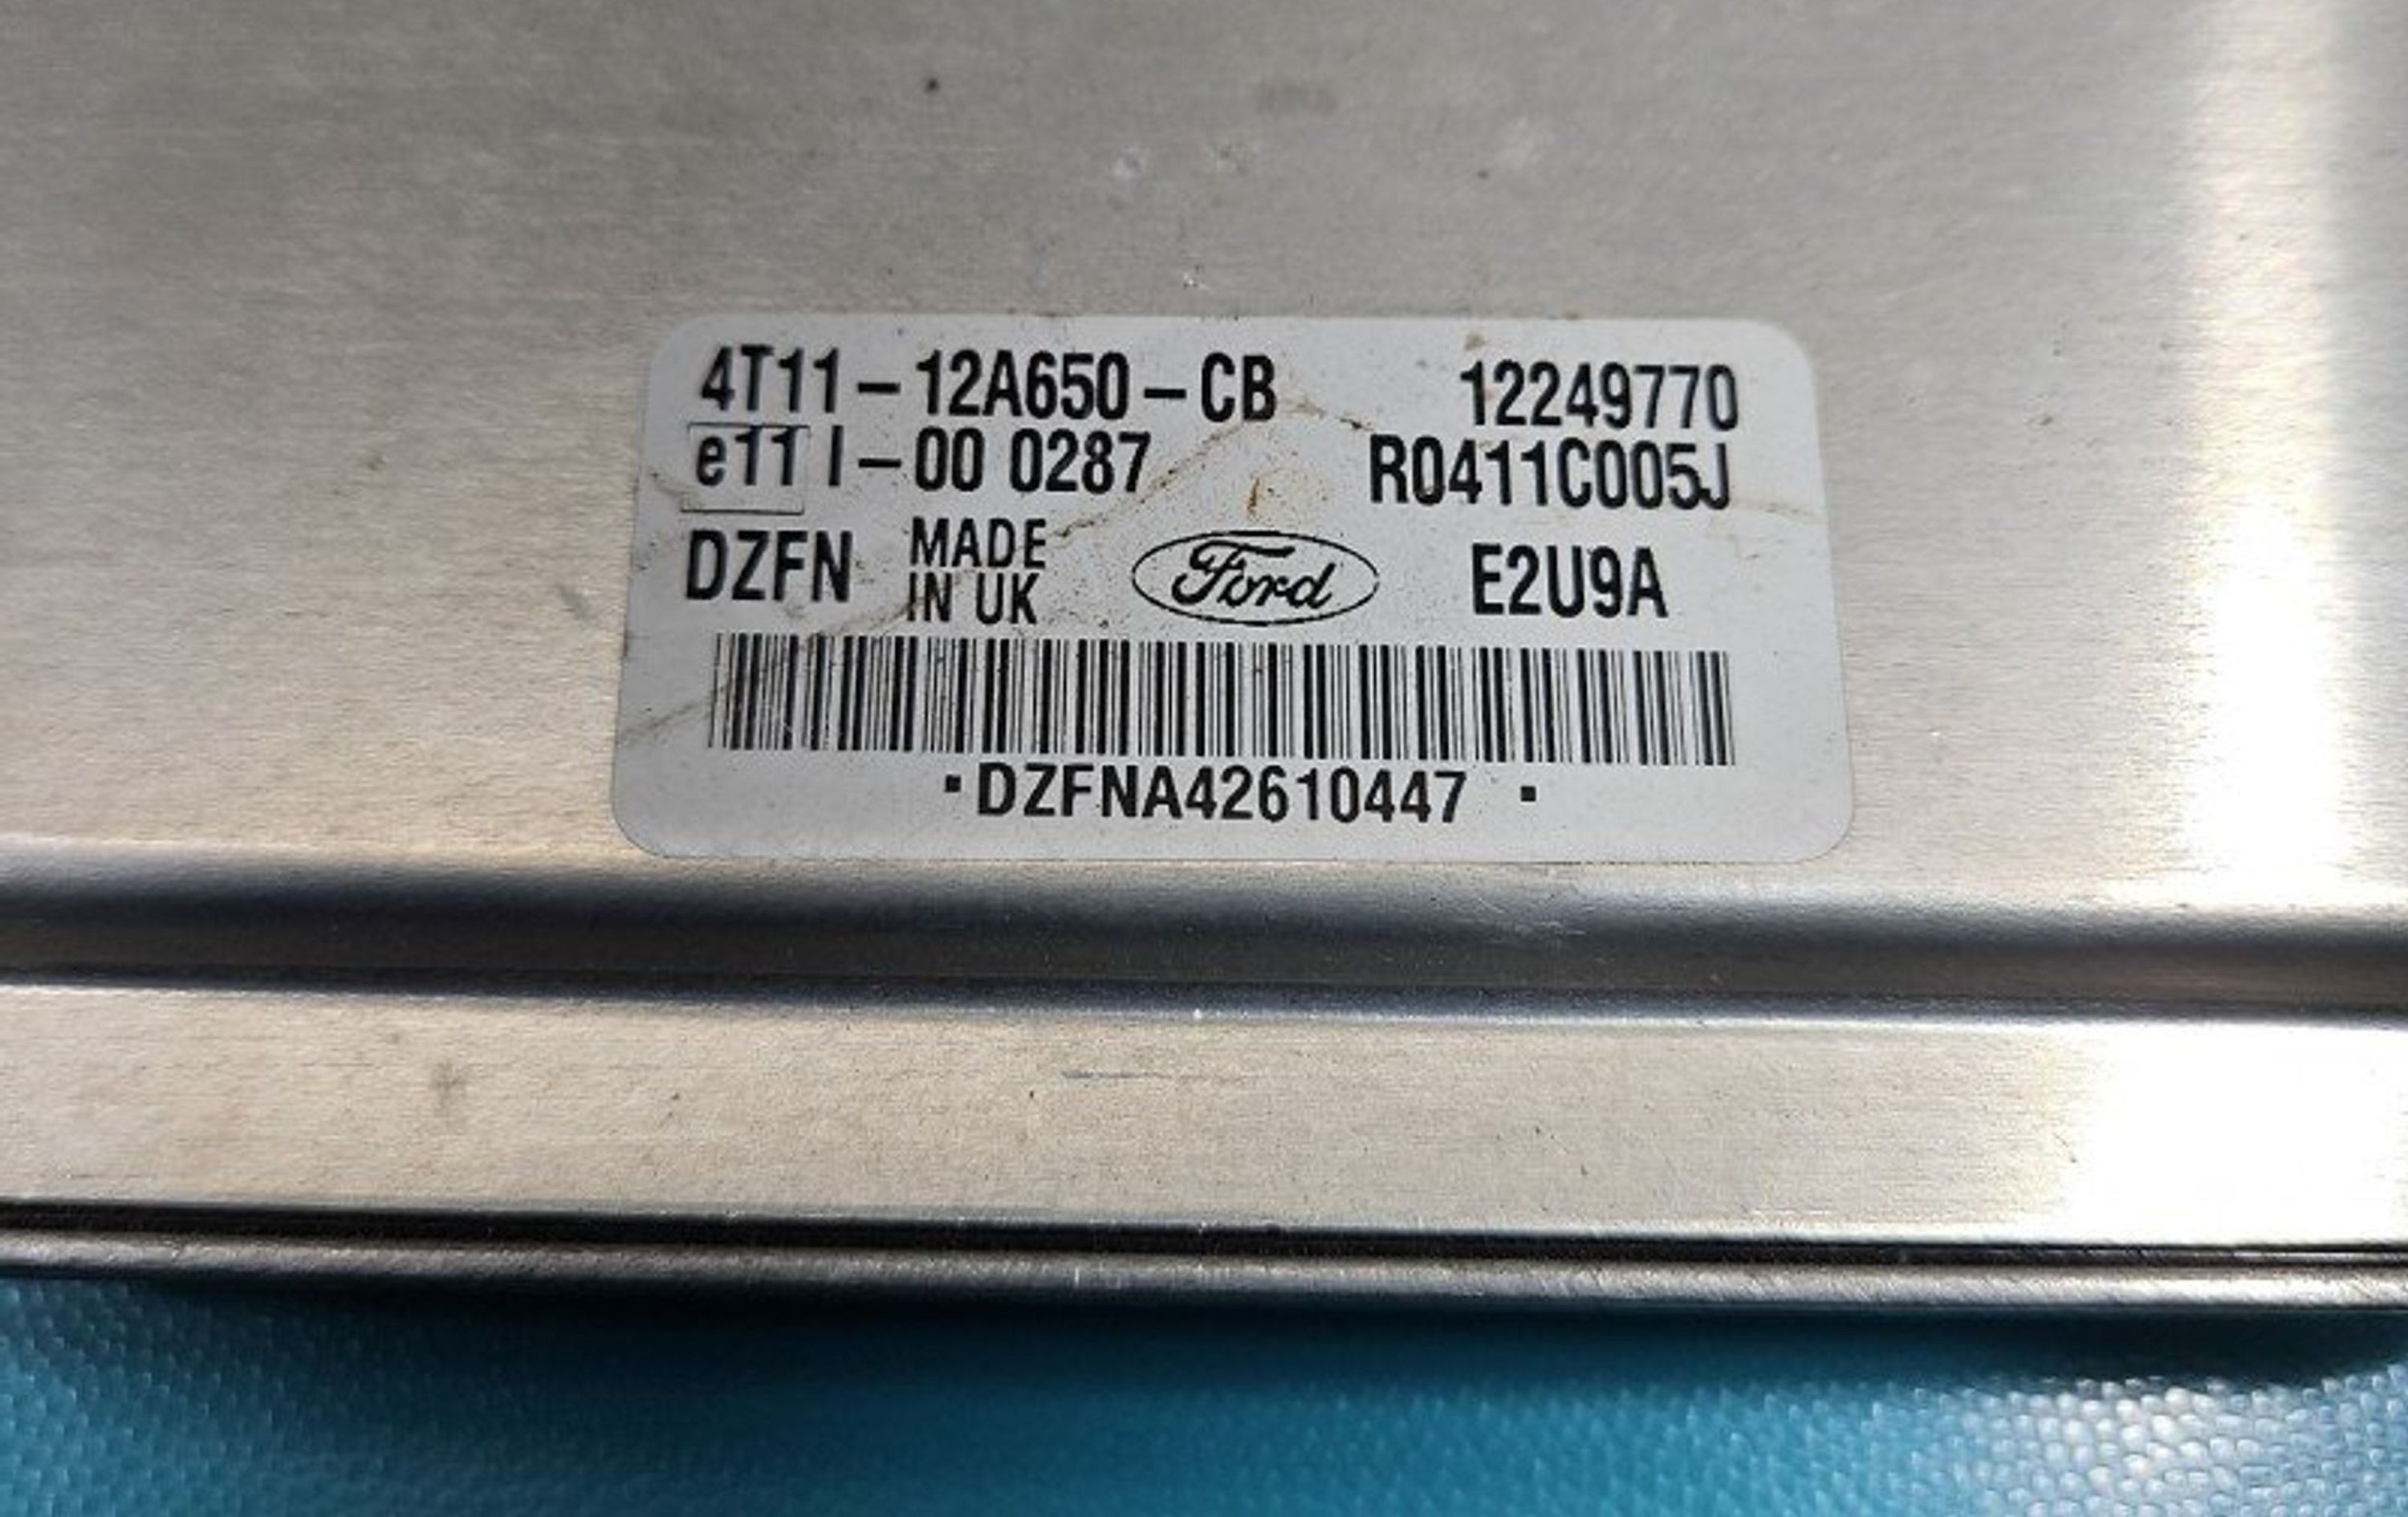 4T11-12A650-CB 12249770
e11 I-00 0287 R0411C005J
DZFN MADE IN UK Ford E2U9A
·DZFNA42610447 ·